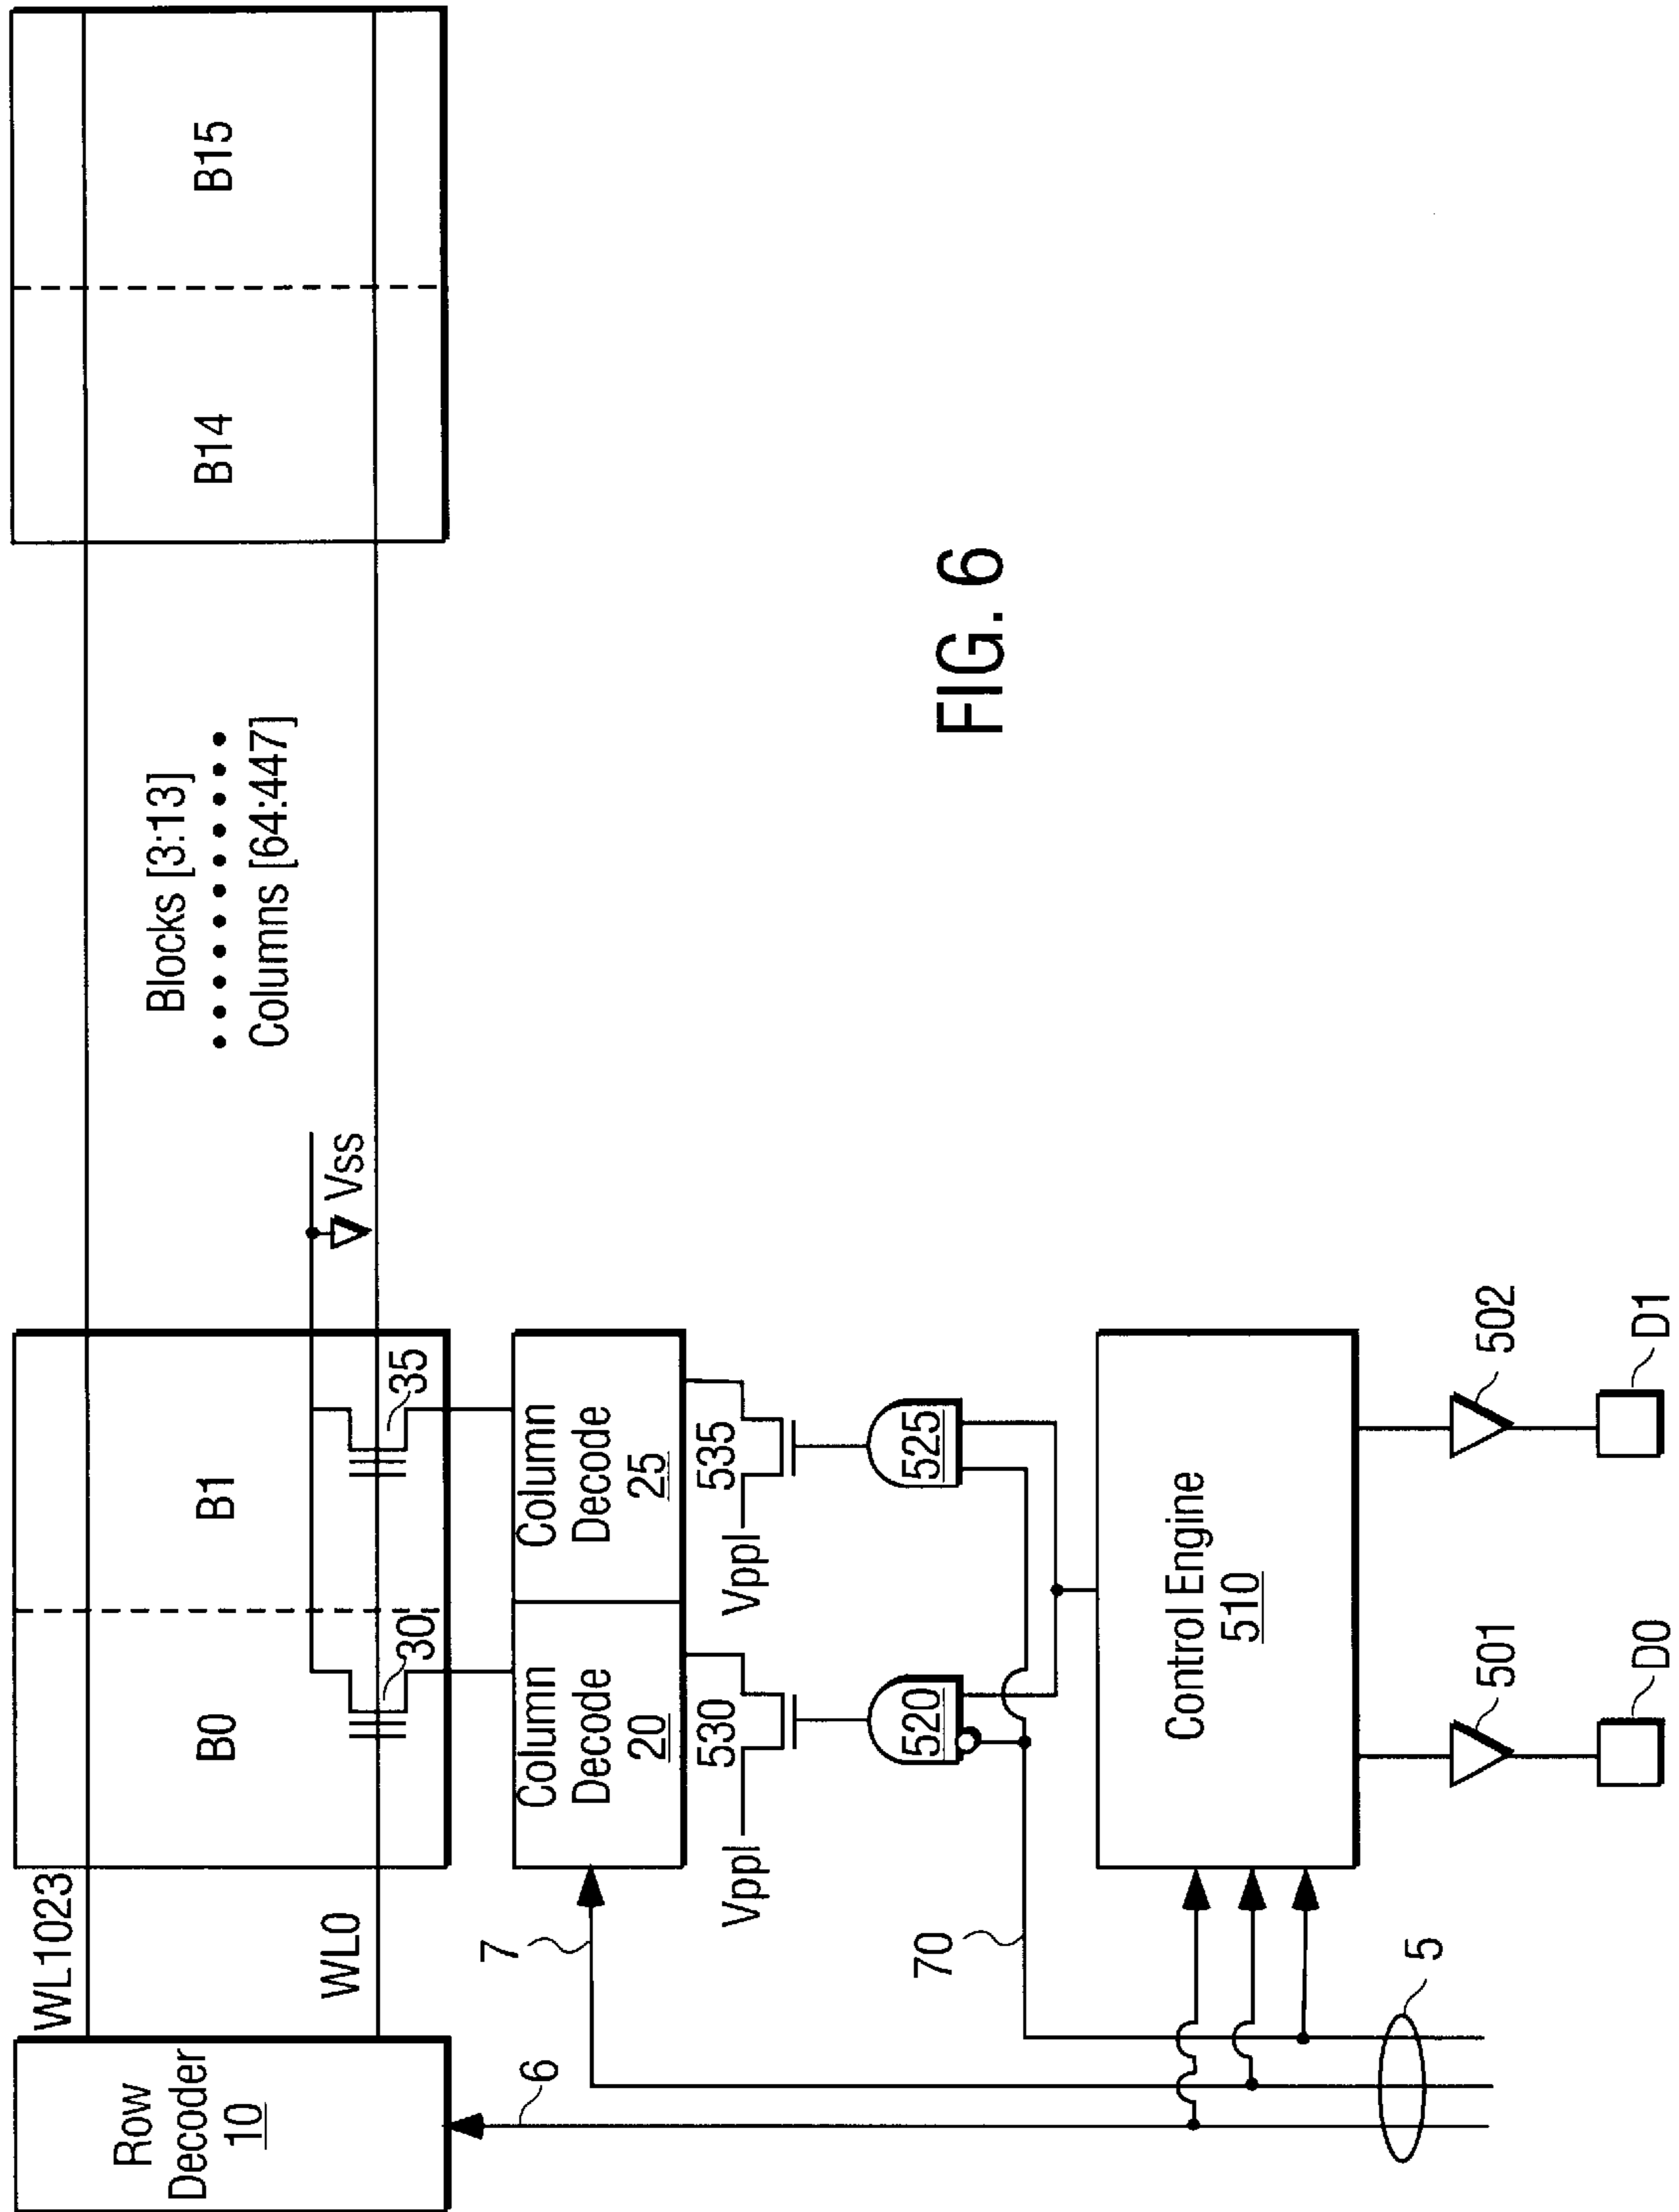 Row
Decoder
10
WL1023
WL0
B0
B1
30
35
Vss
Blocks [3:13]
Columns [64:447]
B14
B15
6
7
Column
Decode
20
Column
Decode
25
Vppl
530
Vppl
535
70
520
525
5
Control Engine
510
501
502
D0
D1
FIG. 6